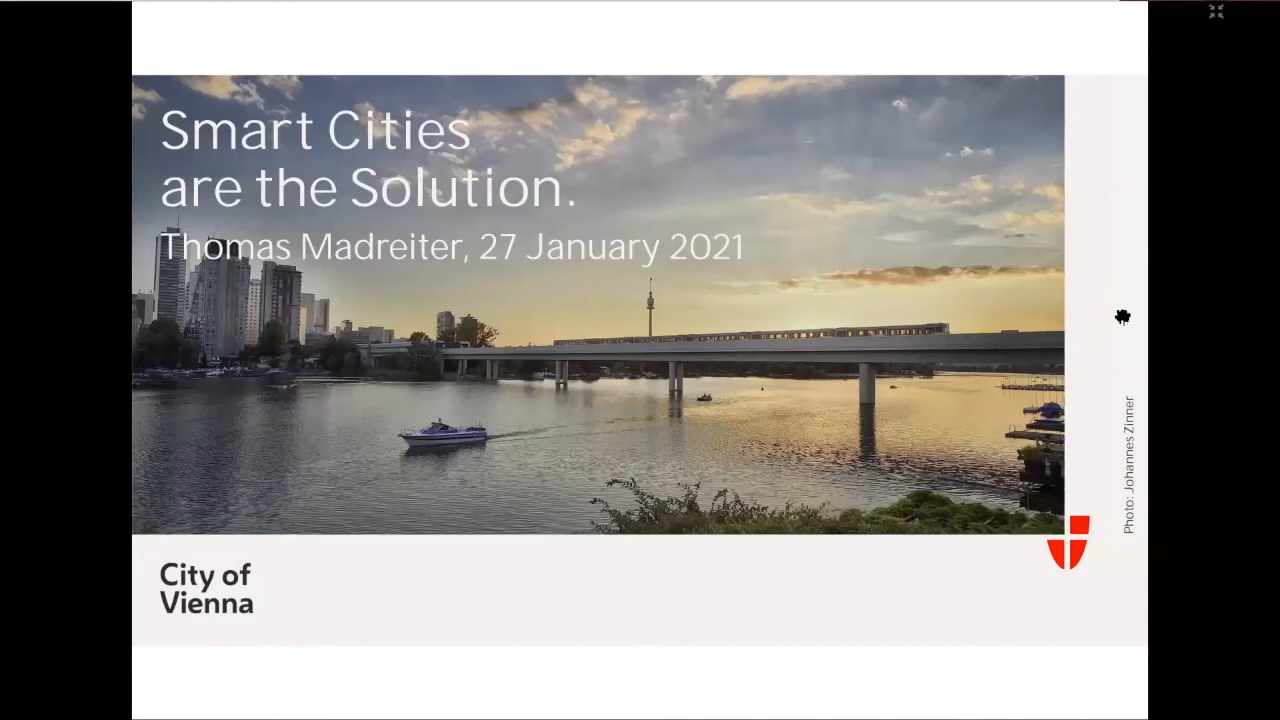 Smart Cities
are the Solution.
Thomas Madreiter, 27 January 2021
Photo: Johannes Zinner
City of
Vienna